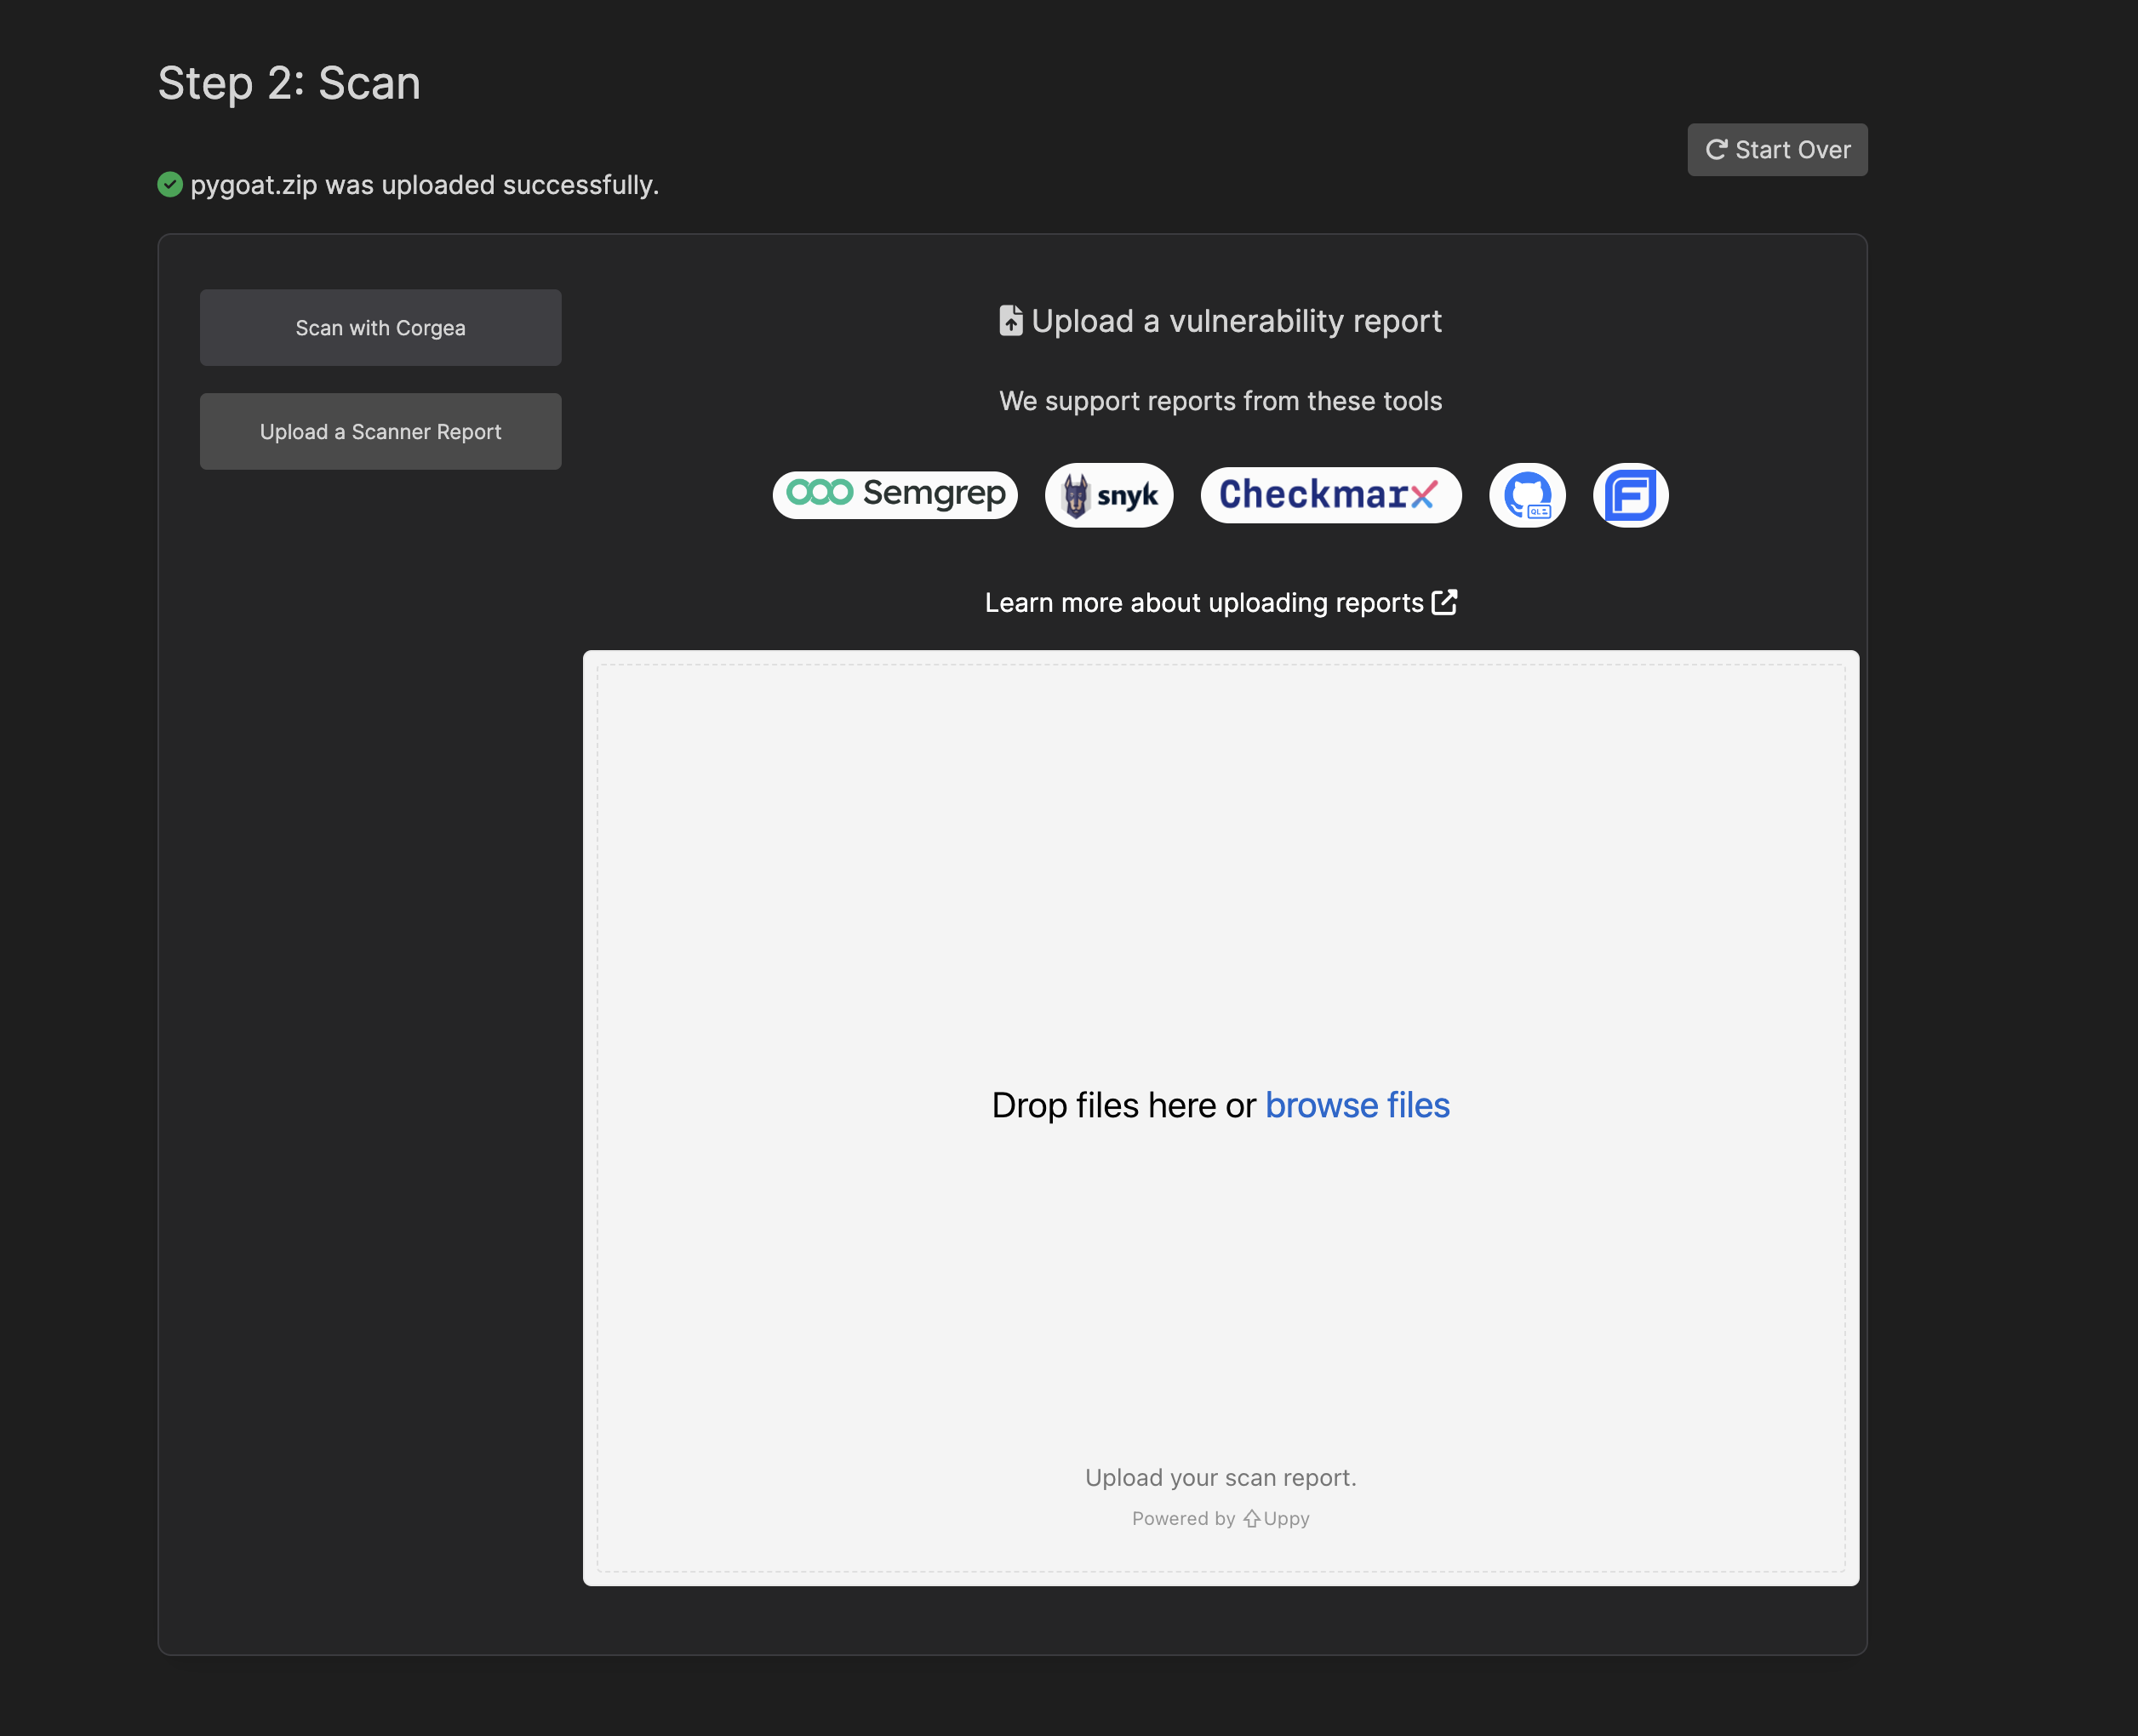 Step 2: Scan
Start Over
pygoat.zip was uploaded successfully.
Scan with Corgea
Upload a Scanner Report
Upload a vulnerability report
We support reports from these tools
Semgrep
snyk
Checkmarx
QL
F
Learn more about uploading reports
Drop files here or browse files
Upload your scan report.
Powered by Uppy